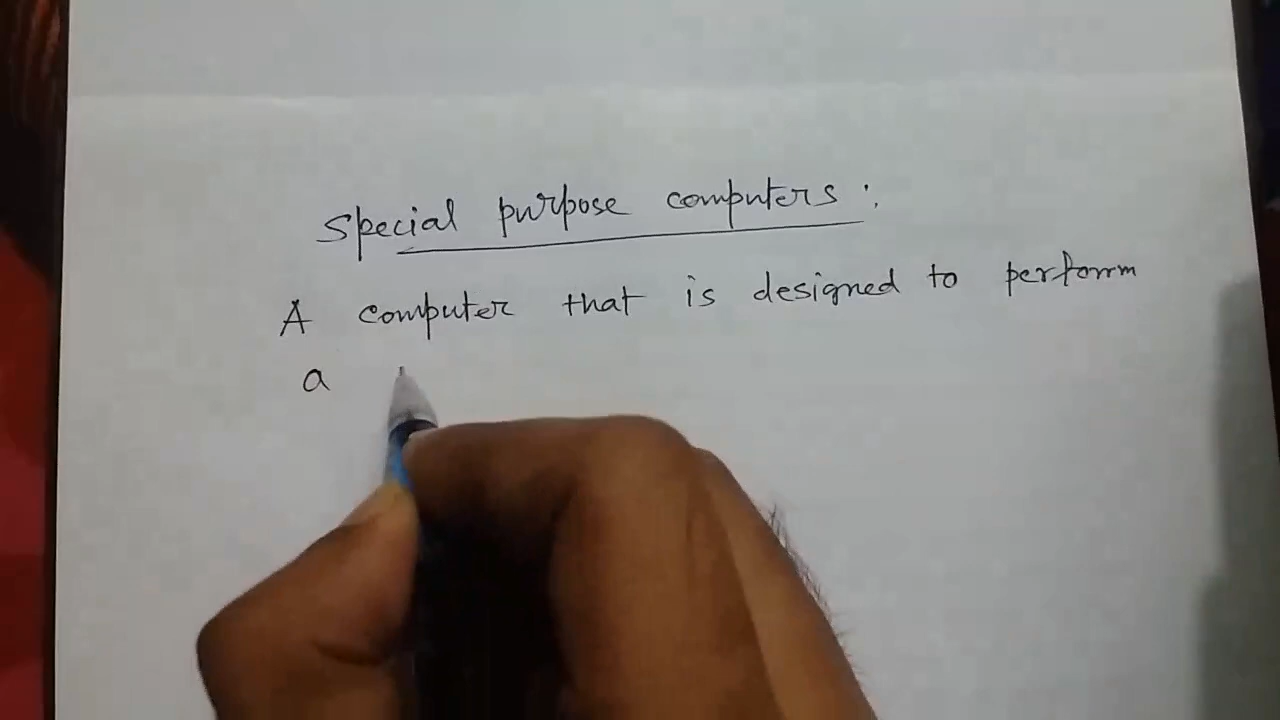 Special purpose computers :
A computer that is designed to perform
a